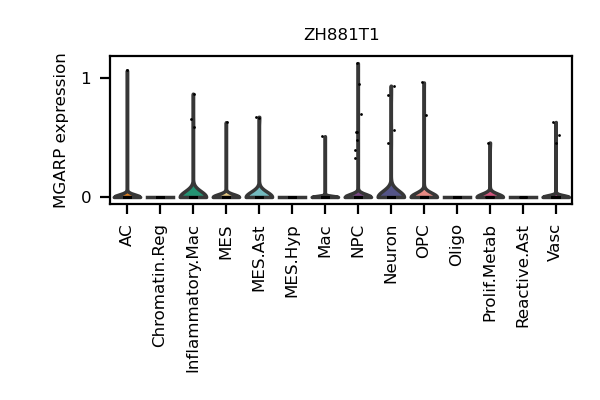 ZH881T1
MGARP expression
1
0
AC
Chromatin.Reg
Inflammatory.Mac
MES
MES.Ast
MES.Hyp
Mac
NPC
Neuron
OPC
Oligo
Prolif.Metab
Reactive.Ast
Vasc